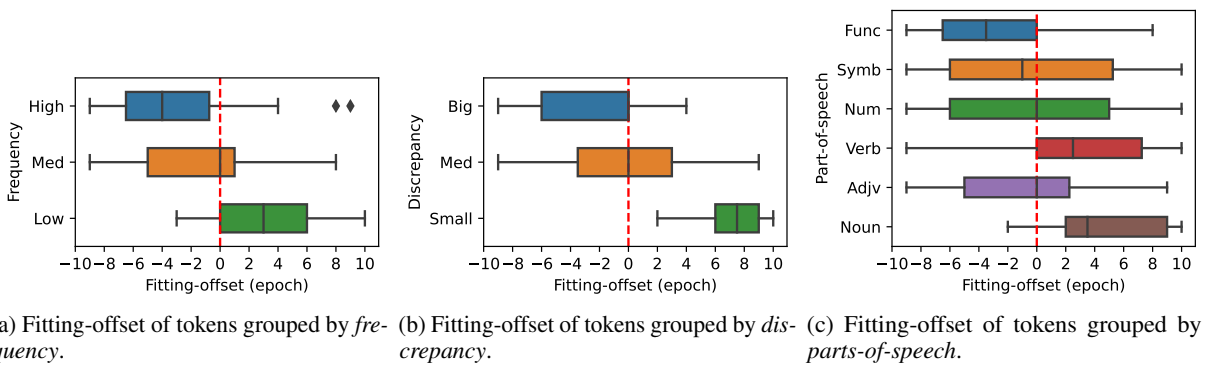 High
Med
Low
Frequency
−10−8 −6 −4 −2 0 2 4 6 8 10
Fitting-offset (epoch)
a) Fitting-offset of tokens grouped by fre-
quency.
Big
Med
Small
Discrepancy
−10−8 −6 −4 −2 0 2 4 6 8 10
Fitting-offset (epoch)
(b) Fitting-offset of tokens grouped by dis-
crepancy.
Func
Symb
Num
Verb
Adjv
Noun
Part-of-speech
−10−8 −6 −4 −2 0 2 4 6 8 10
Fitting-offset (epoch)
(c) Fitting-offset of tokens grouped by
parts-of-speech.